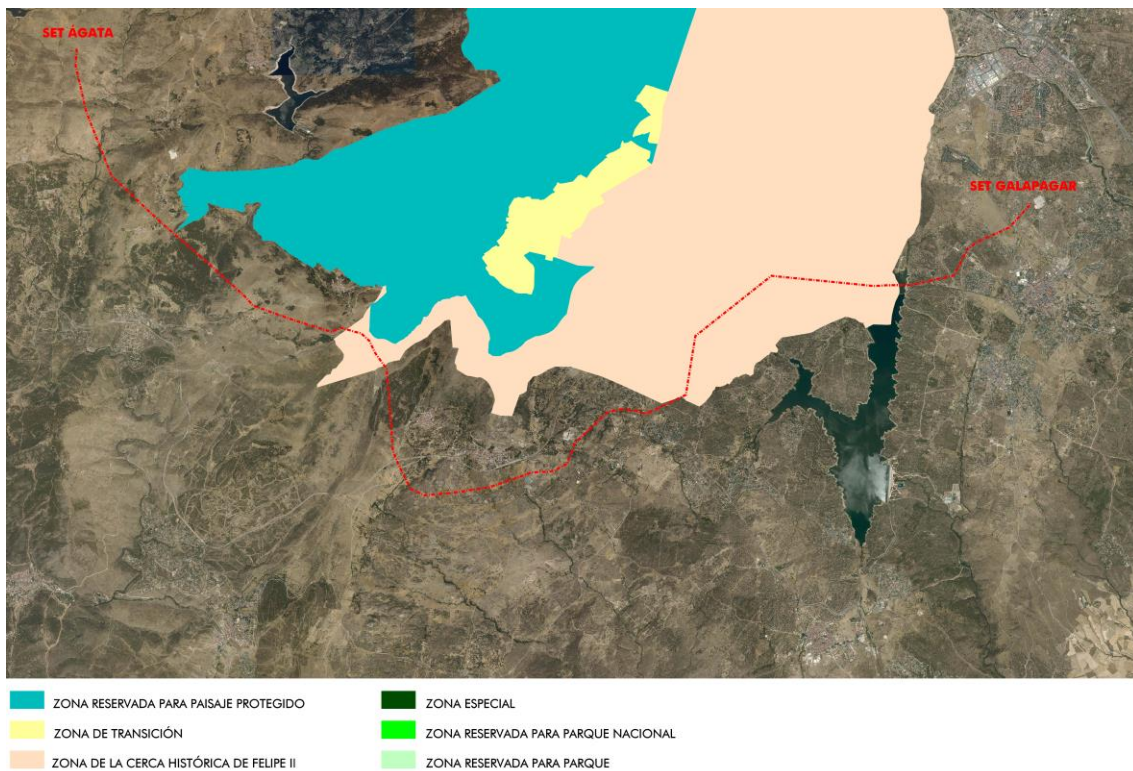 SET ÁGATA
SET GALAPAGAR
ZONA RESERVADA PARA PAISAJE PROTEGIDO
ZONA DE TRANSICIÓN
ZONA DE LA CERCA HISTÓRICA DE FELIPE II
ZONA ESPECIAL
ZONA RESERVADA PARA PARQUE NACIONAL
ZONA RESERVADA PARA PARQUE